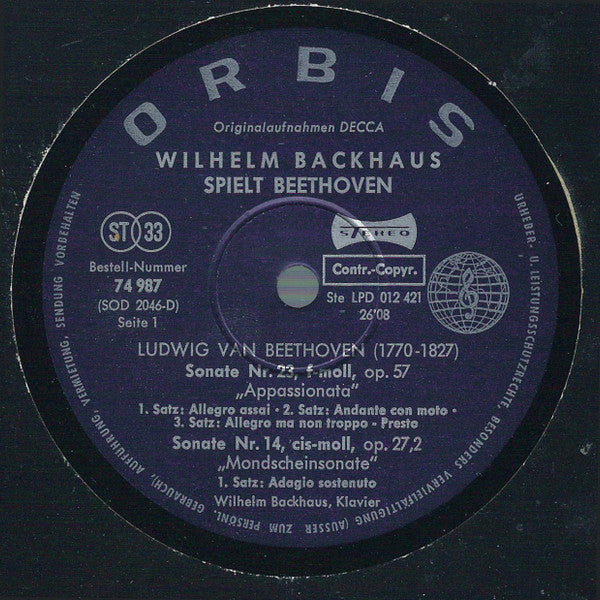 ORBIS
Originalaufnahmen DECCA
WILHELM BACKHAUS
SPIELT BEETHOVEN
ST 33
STEREO
Bestell-Nummer
74 987
(SOD 2046-D)
Seite 1
Contr.-Copyr.
Ste LPD 012 421
26'08
LUDWIG VAN BEETHOVEN (1770-1827)
Sonate Nr. 23, f-moll, op. 57
„Appassionata“
1. Satz: Allegro assai · 2. Satz: Andante con moto ·
3. Satz: Allegro ma non troppo - Presto
Sonate Nr. 14, cis-moll, op. 27,2
„Mondscheinsonate“
1. Satz: Adagio sostenuto
Wilhelm Backhaus, Klavier
URHEBER- U. LEISTUNGSSCHUTZRECHTE, BESONDERS VERVIELFÄLTIGUNG (AUSSER ZUM PERSÖNL. GEBRAUCH), AUFFÜHRUNG, VERMIETUNG, SENDUNG VORBEHALTEN